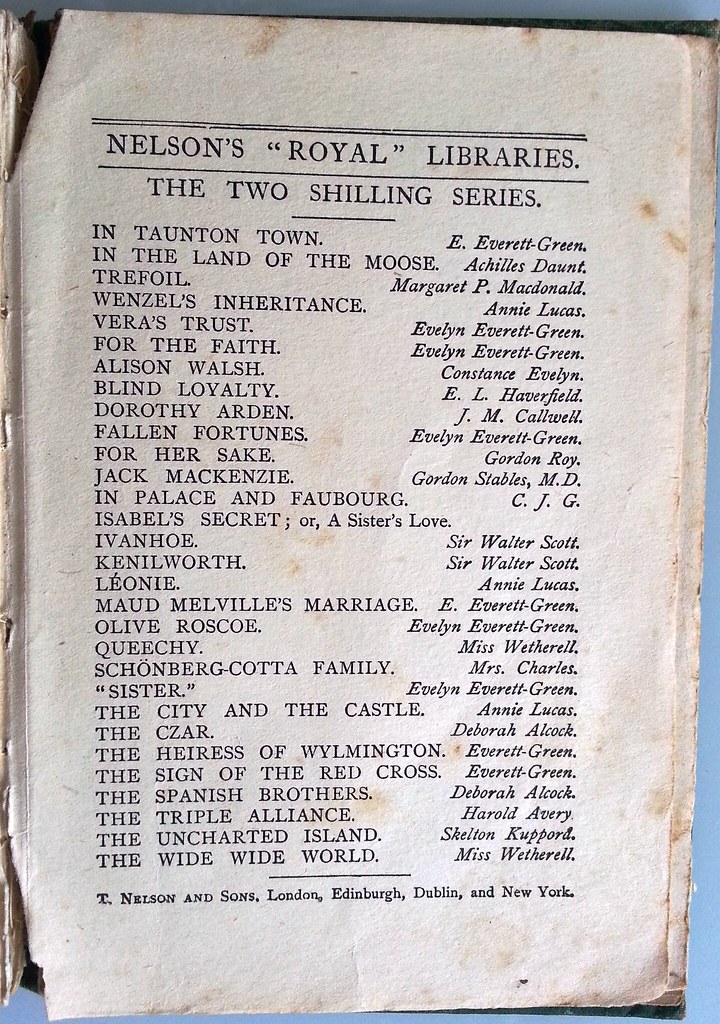 NELSON'S "ROYAL" LIBRARIES.
THE TWO SHILLING SERIES.
IN TAUNTON TOWN. E. Everett-Green.
IN THE LAND OF THE MOOSE. Achilles Daunt.
TREFOIL. Margaret P. Macdonald.
WENZEL'S INHERITANCE. Annie Lucas.
VERA'S TRUST. Evelyn Everett-Green.
FOR THE FAITH. Evelyn Everett-Green.
ALISON WALSH. Constance Evelyn.
BLIND LOYALTY. E. L. Haverfield.
DOROTHY ARDEN. J. M. Callwell.
FALLEN FORTUNES. Evelyn Everett-Green.
FOR HER SAKE. Gordon Roy.
JACK MACKENZIE. Gordon Stables, M.D.
IN PALACE AND FAUBOURG. C. J. G.
ISABEL'S SECRET; or, A Sister's Love.
IVANHOE. Sir Walter Scott.
KENILWORTH. Sir Walter Scott.
LÉONIE. Annie Lucas.
MAUD MELVILLE'S MARRIAGE. E. Everett-Green.
OLIVE ROSCOE. Evelyn Everett-Green.
QUEECHY. Miss Wetherell.
SCHÖNBERG-COTTA FAMILY. Mrs. Charles.
"SISTER." Evelyn Everett-Green.
THE CITY AND THE CASTLE. Annie Lucas.
THE CZAR. Deborah Alcock.
THE HEIRESS OF WYLMINGTON. Everett-Green.
THE SIGN OF THE RED CROSS. Everett-Green.
THE SPANISH BROTHERS. Deborah Alcock.
THE TRIPLE ALLIANCE. Harold Avery
THE UNCHARTED ISLAND. Skelton Kuppord.
THE WIDE WIDE WORLD. Miss Wetherell.
T. NELSON AND SONS, London, Edinburgh, Dublin, and New York.